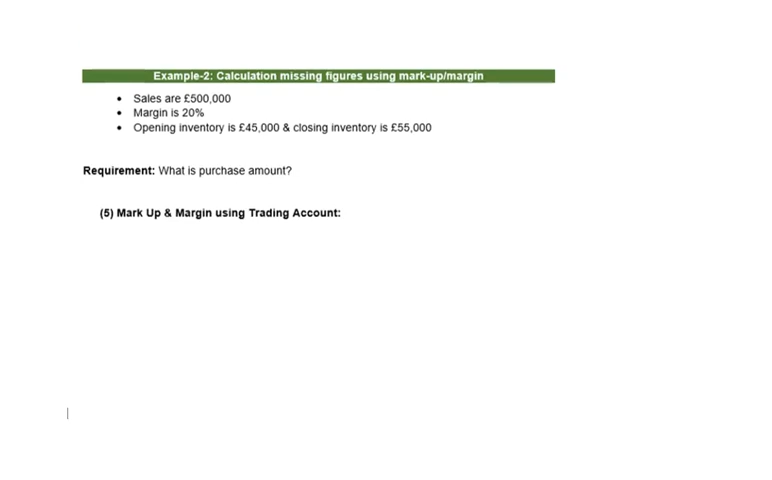 Example-2: Calculation missing figures using mark-up/margin
• Sales are £500,000
• Margin is 20%
• Opening inventory is £45,000 & closing inventory is £55,000
Requirement: What is purchase amount?
(5) Mark Up & Margin using Trading Account: